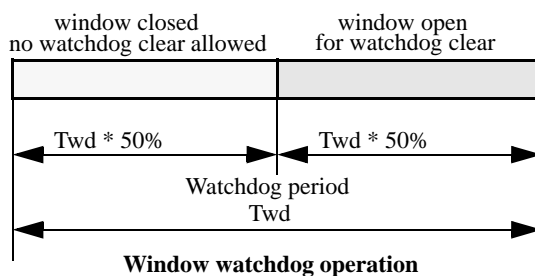 window closed
no watchdog clear allowed
window open
for watchdog clear
Twd * 50%
Twd * 50%
Watchdog period
Twd
Window watchdog operation